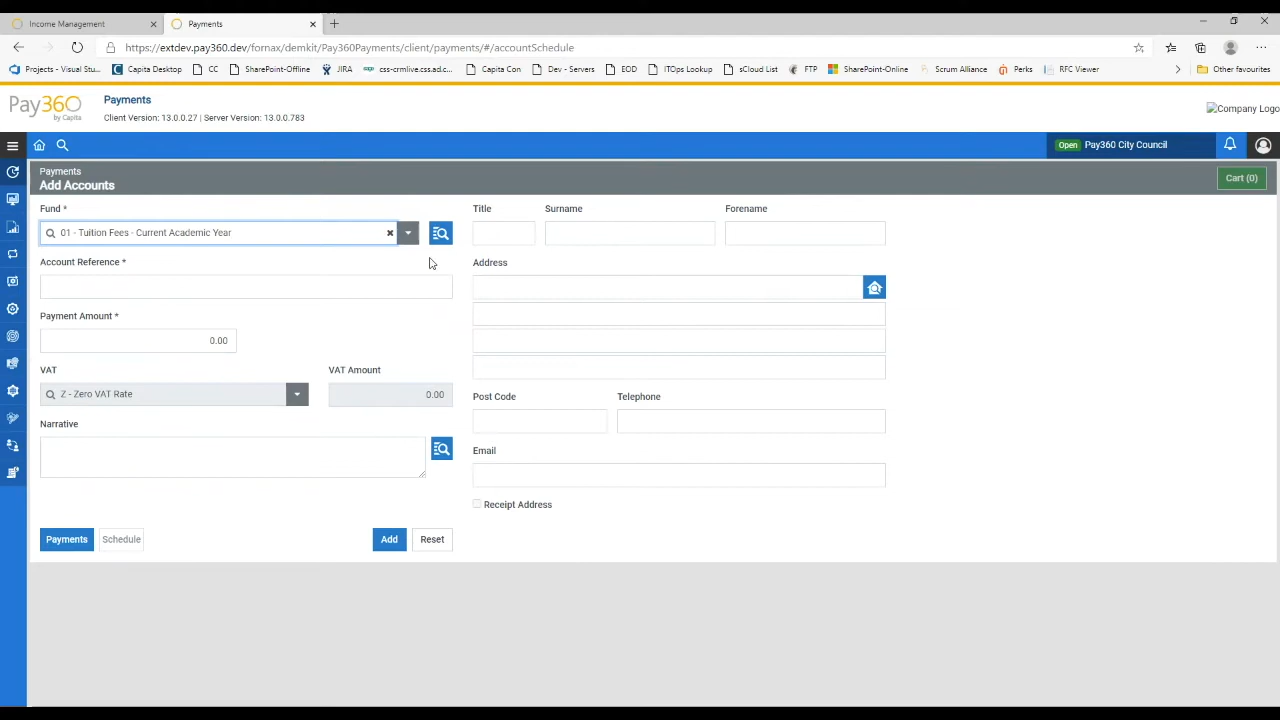 Income Management
Payments
https://extdev.pay360.dev/fornax/demkit/Pay360Payments/client/payments/#/accountSchedule
Projects - Visual Stu... Capita Desktop CC SharePoint-Offline JIRA css-crmlive.css.ad.c... Capita Con Dev - Servers EOD ITOps Lookup sCloud List FTP SharePoint-Online Scrum Alliance Perks RFC Viewer Other favourites
Pay360
by Capita
Payments
Client Version: 13.0.0.27 | Server Version: 13.0.0.783
Company Logo
Open Pay360 City Council
Payments
Add Accounts
Cart (0)
Fund *
01 - Tuition Fees - Current Academic Year
Account Reference *
Payment Amount *
0.00
VAT VAT Amount
Z - Zero VAT Rate 0.00
Narrative
Payments Schedule Add Reset
Title Surname Forename
Address
Post Code Telephone
Email
Receipt Address